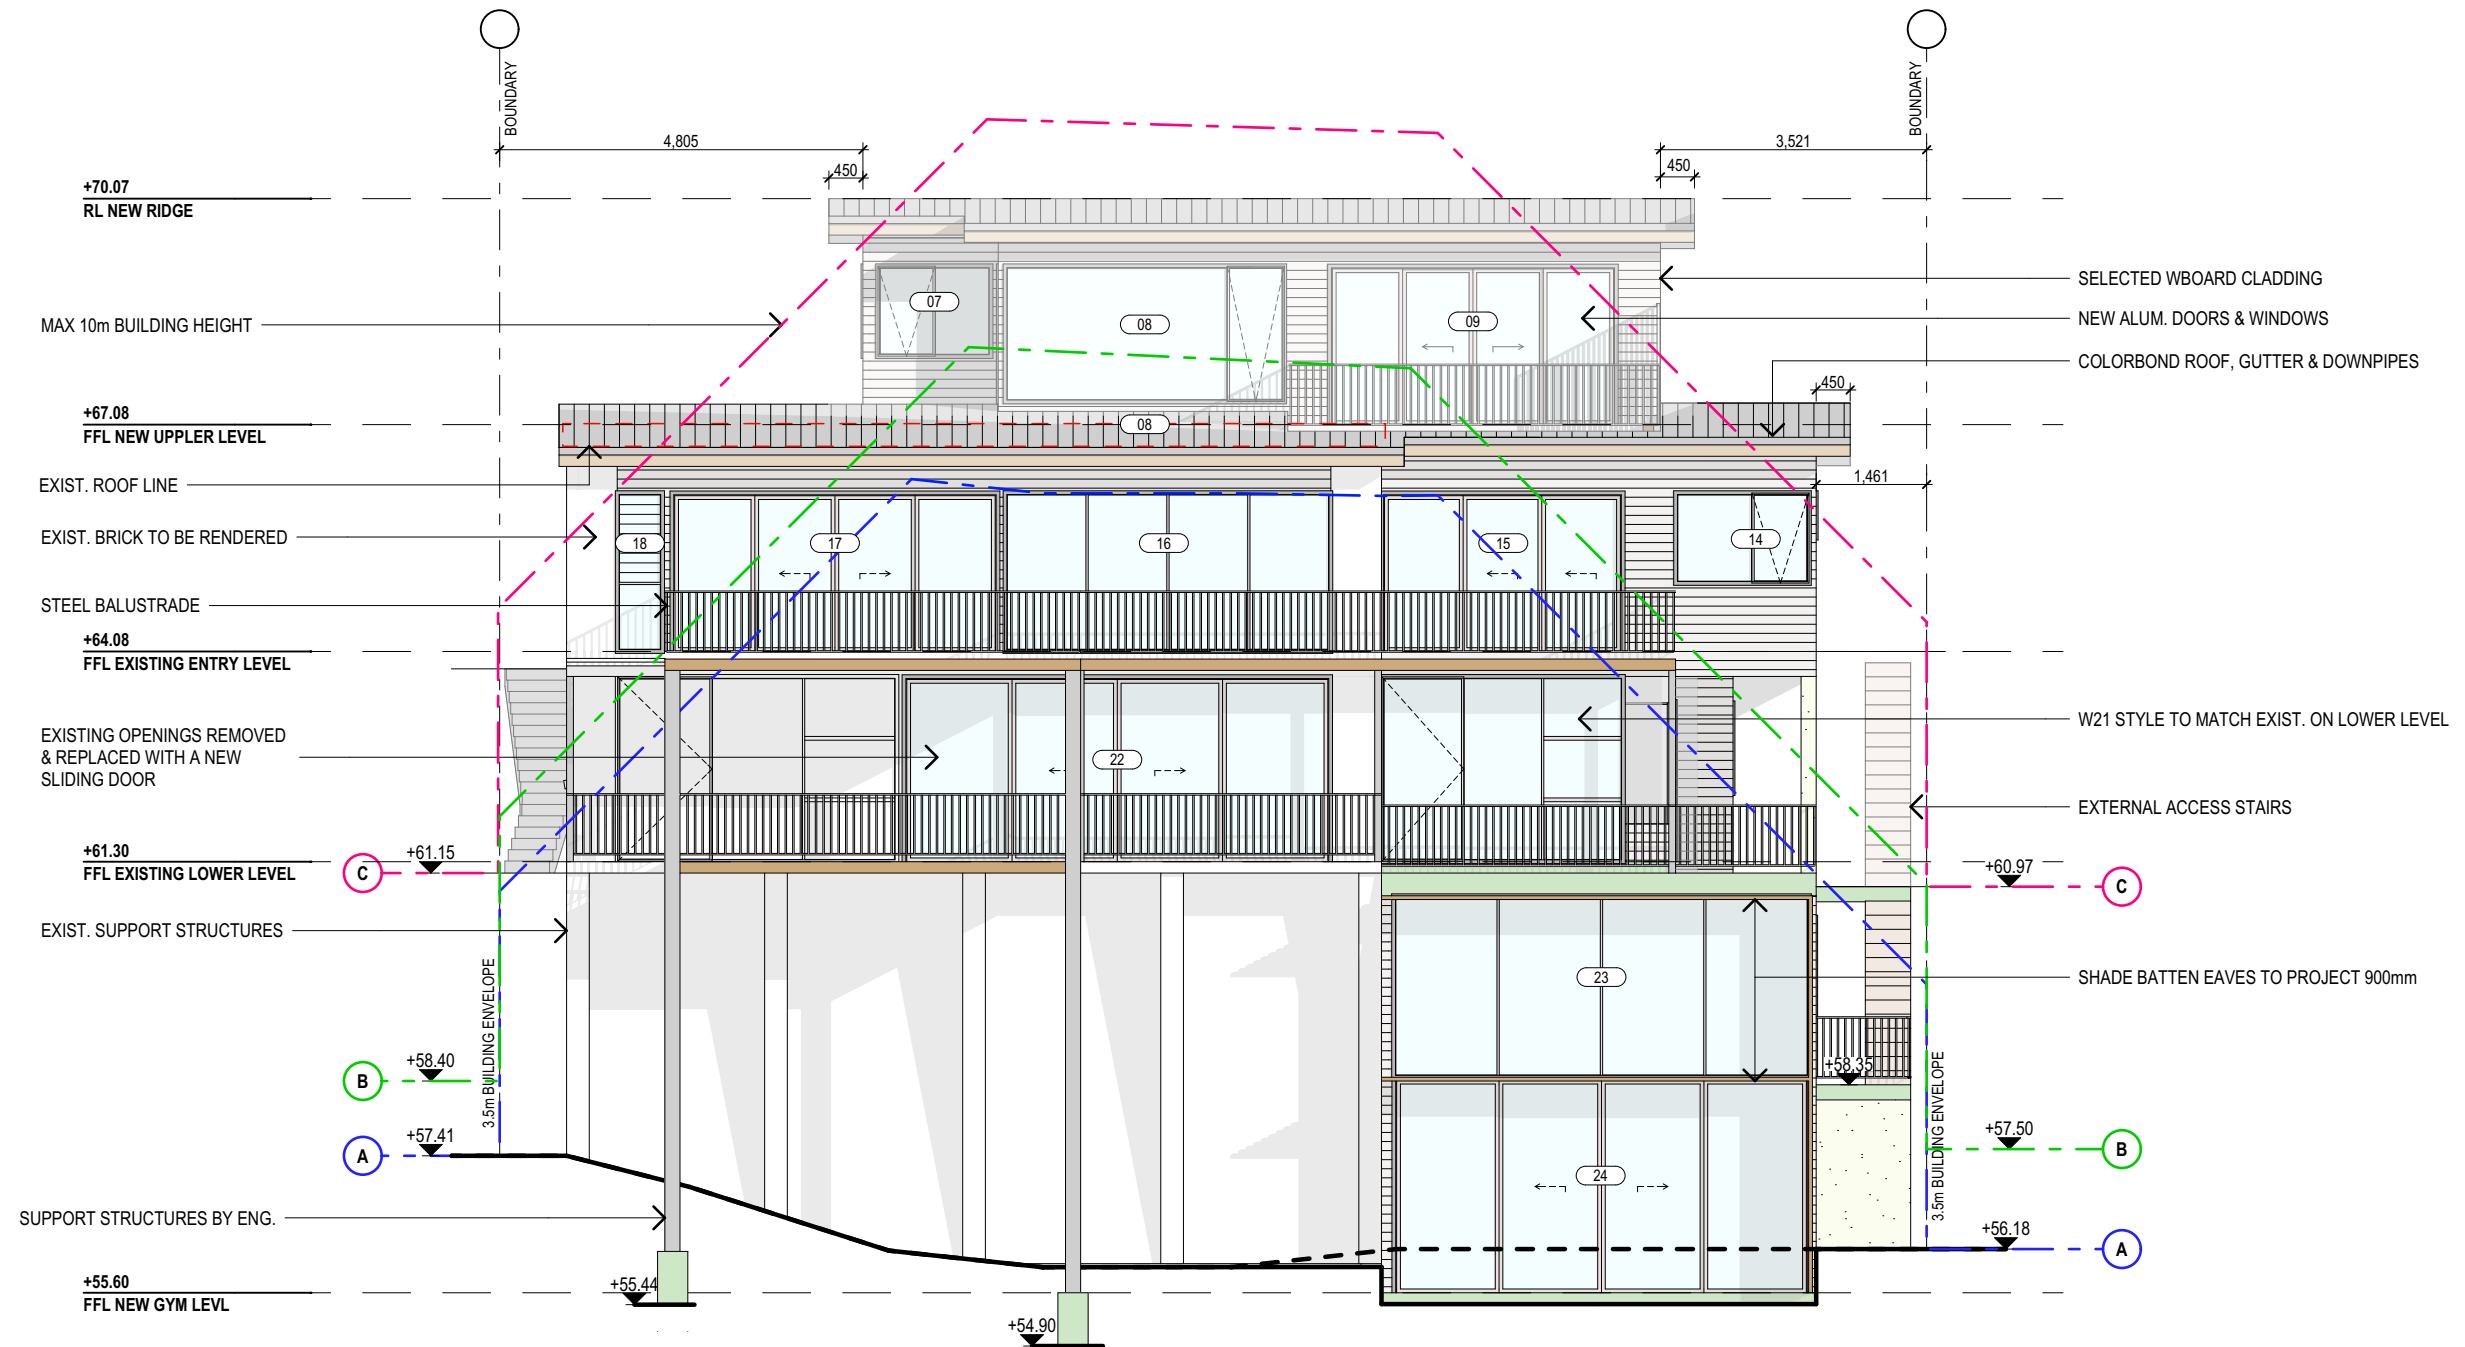 BOUNDARY
BOUNDARY
4,805
3,521
450
450
+70.07
RL NEW RIDGE
SELECTED WBOARD CLADDING
07
08
09
MAX 10m BUILDING HEIGHT
NEW ALUM. DOORS & WINDOWS
COLORBOND ROOF, GUTTER & DOWNPIPES
450
+67.08
FFL NEW UPPLER LEVEL
08
EXIST. ROOF LINE
1,461
EXIST. BRICK TO BE RENDERED
18
17
16
15
14
STEEL BALUSTRADE
+64.08
FFL EXISTING ENTRY LEVEL
W21 STYLE TO MATCH EXIST. ON LOWER LEVEL
EXISTING OPENINGS REMOVED
& REPLACED WITH A NEW
SLIDING DOOR
22
EXTERNAL ACCESS STAIRS
+61.30
FFL EXISTING LOWER LEVEL
C
+61.15
+60.97
C
EXIST. SUPPORT STRUCTURES
23
SHADE BATTEN EAVES TO PROJECT 900mm
3.5m BUILDING ENVELOPE
B
+58.40
+58.35
3.5m BUILDING ENVELOPE
A
+57.41
+57.50
B
24
SUPPORT STRUCTURES BY ENG.
+56.18
A
+55.60
FFL NEW GYM LEVL
+55.44
+54.90